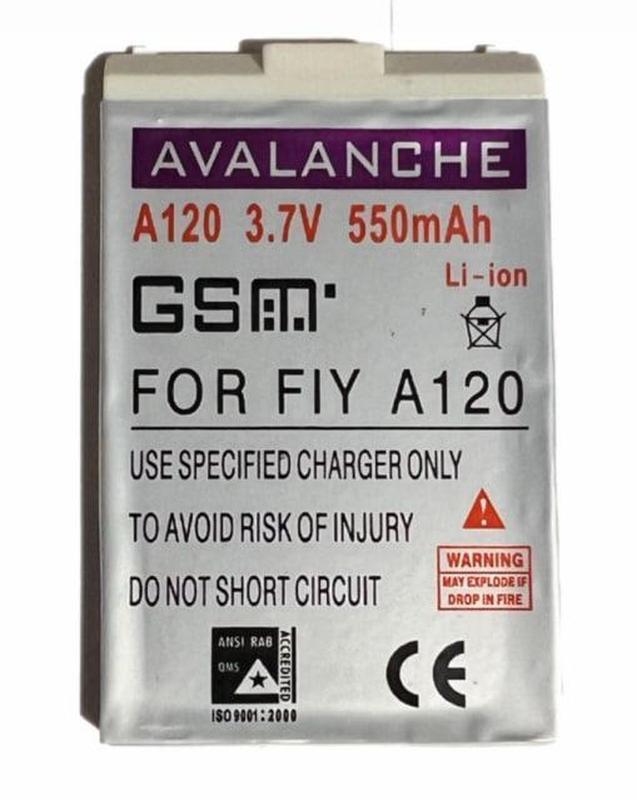 AVALANCHE
A120 3.7V 550mAh
Li-ion
GSM
FOR FIY A120
USE SPECIFIED CHARGER ONLY
TO AVOID RISK OF INJURY
DO NOT SHORT CIRCUIT
WARNING
MAY EXPLODE IF
DROP IN FIRE
ANSI RAB
QMS
ACCREDITED
ISO 9001:2000
CE